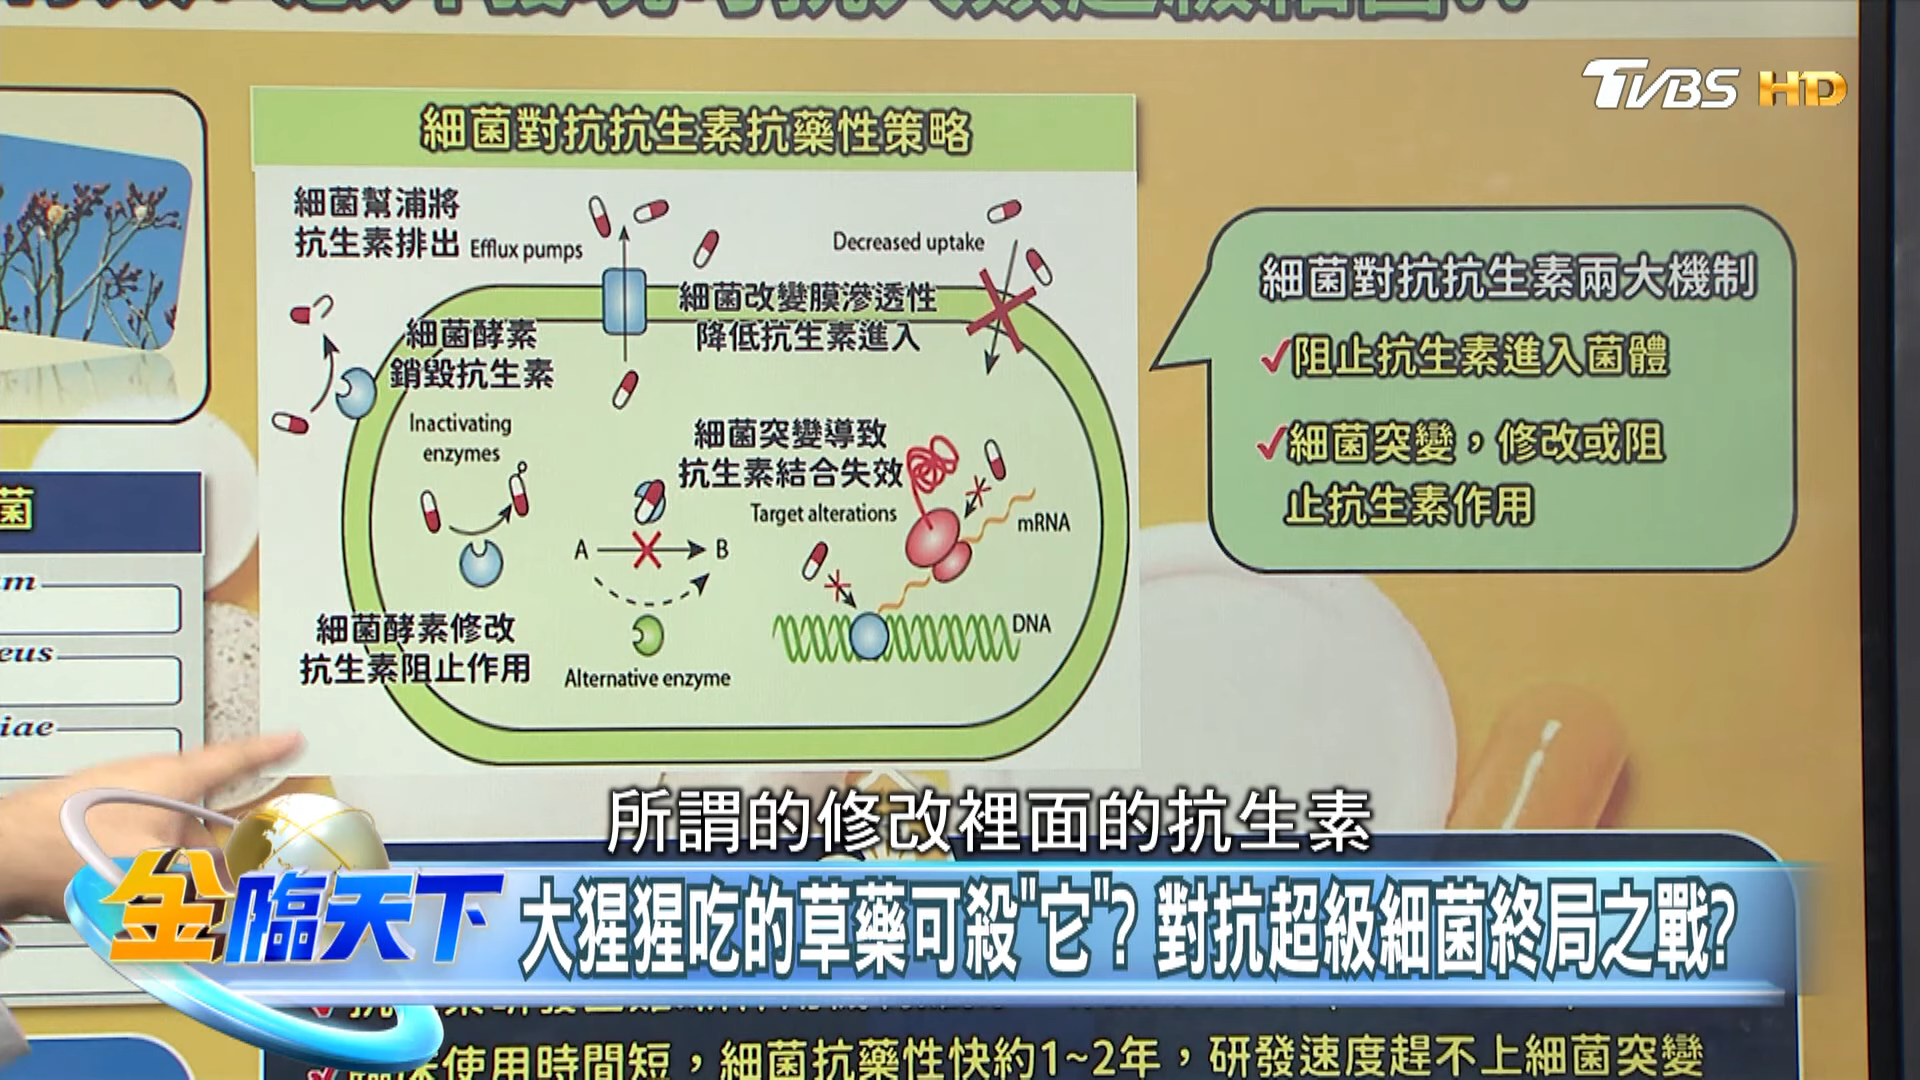 TVBS HD
細菌對抗抗生素抗藥性策略
細菌幫浦將
抗生素排出 Efflux pumps
Decreased uptake
細菌改變膜滲透性
降低抗生素進入
細菌酵素
銷毀抗生素
Inactivating
enzymes
細菌突變導致
抗生素結合失效
Target alterations
mRNA
A
B
DNA
細菌酵素修改
抗生素阻止作用
Alternative enzyme
細菌對抗抗生素兩大機制
✓阻止抗生素進入菌體
✓細菌突變，修改或阻
止抗生素作用
菌
eus
iae
所謂的修改裡面的抗生素
金臨天下
大猩猩吃的草藥可殺"它"? 對抗超級細菌終局之戰?
使用時間短，細菌抗藥性快約1~2年，研發速度趕不上細菌突變